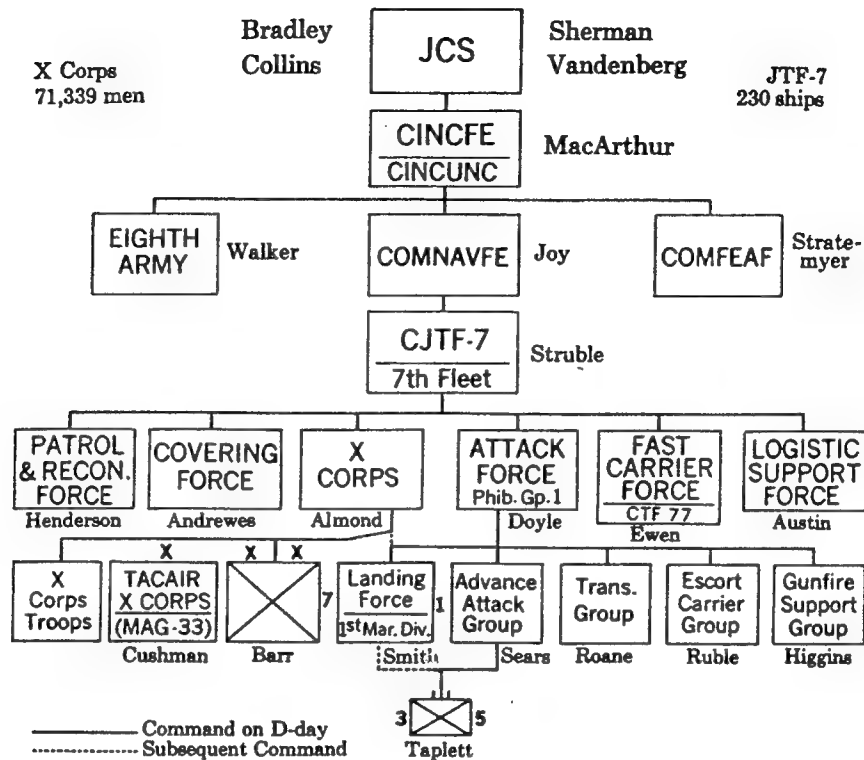 Bradley
Collins
JCS
Sherman
Vandenberg
X Corps
71,339 men
JTF-7
230 ships
CINCFE
CINCUNC
MacArthur
EIGHTH
ARMY
Walker
COMNAVFE
Joy
COMFEAF
Strate-
myer
CJTF-7
7th Fleet
Struble
PATROL
& RECON.
FORCE
Henderson
COVERING
FORCE
Andrewes
X
CORPS
Almond
ATTACK
FORCE
Phib. Gp. 1
Doyle
FAST
CARRIER
FORCE
CTF 77
Ewen
LOGISTIC
SUPPORT
FORCE
Austin
X
Corps
Troops
X
TACAIR
X CORPS
(MAG-33)
Cushman
X X
7
Barr
Landing
Force
1st Mar. Div.
1
Smith
Advance
Attack
Group
Sears
Trans.
Group
Roane
Escort
Carrier
Group
Ruble
Gunfire
Support
Group
Higgins
3 5
Taplett
Command on D-day
Subsequent Command